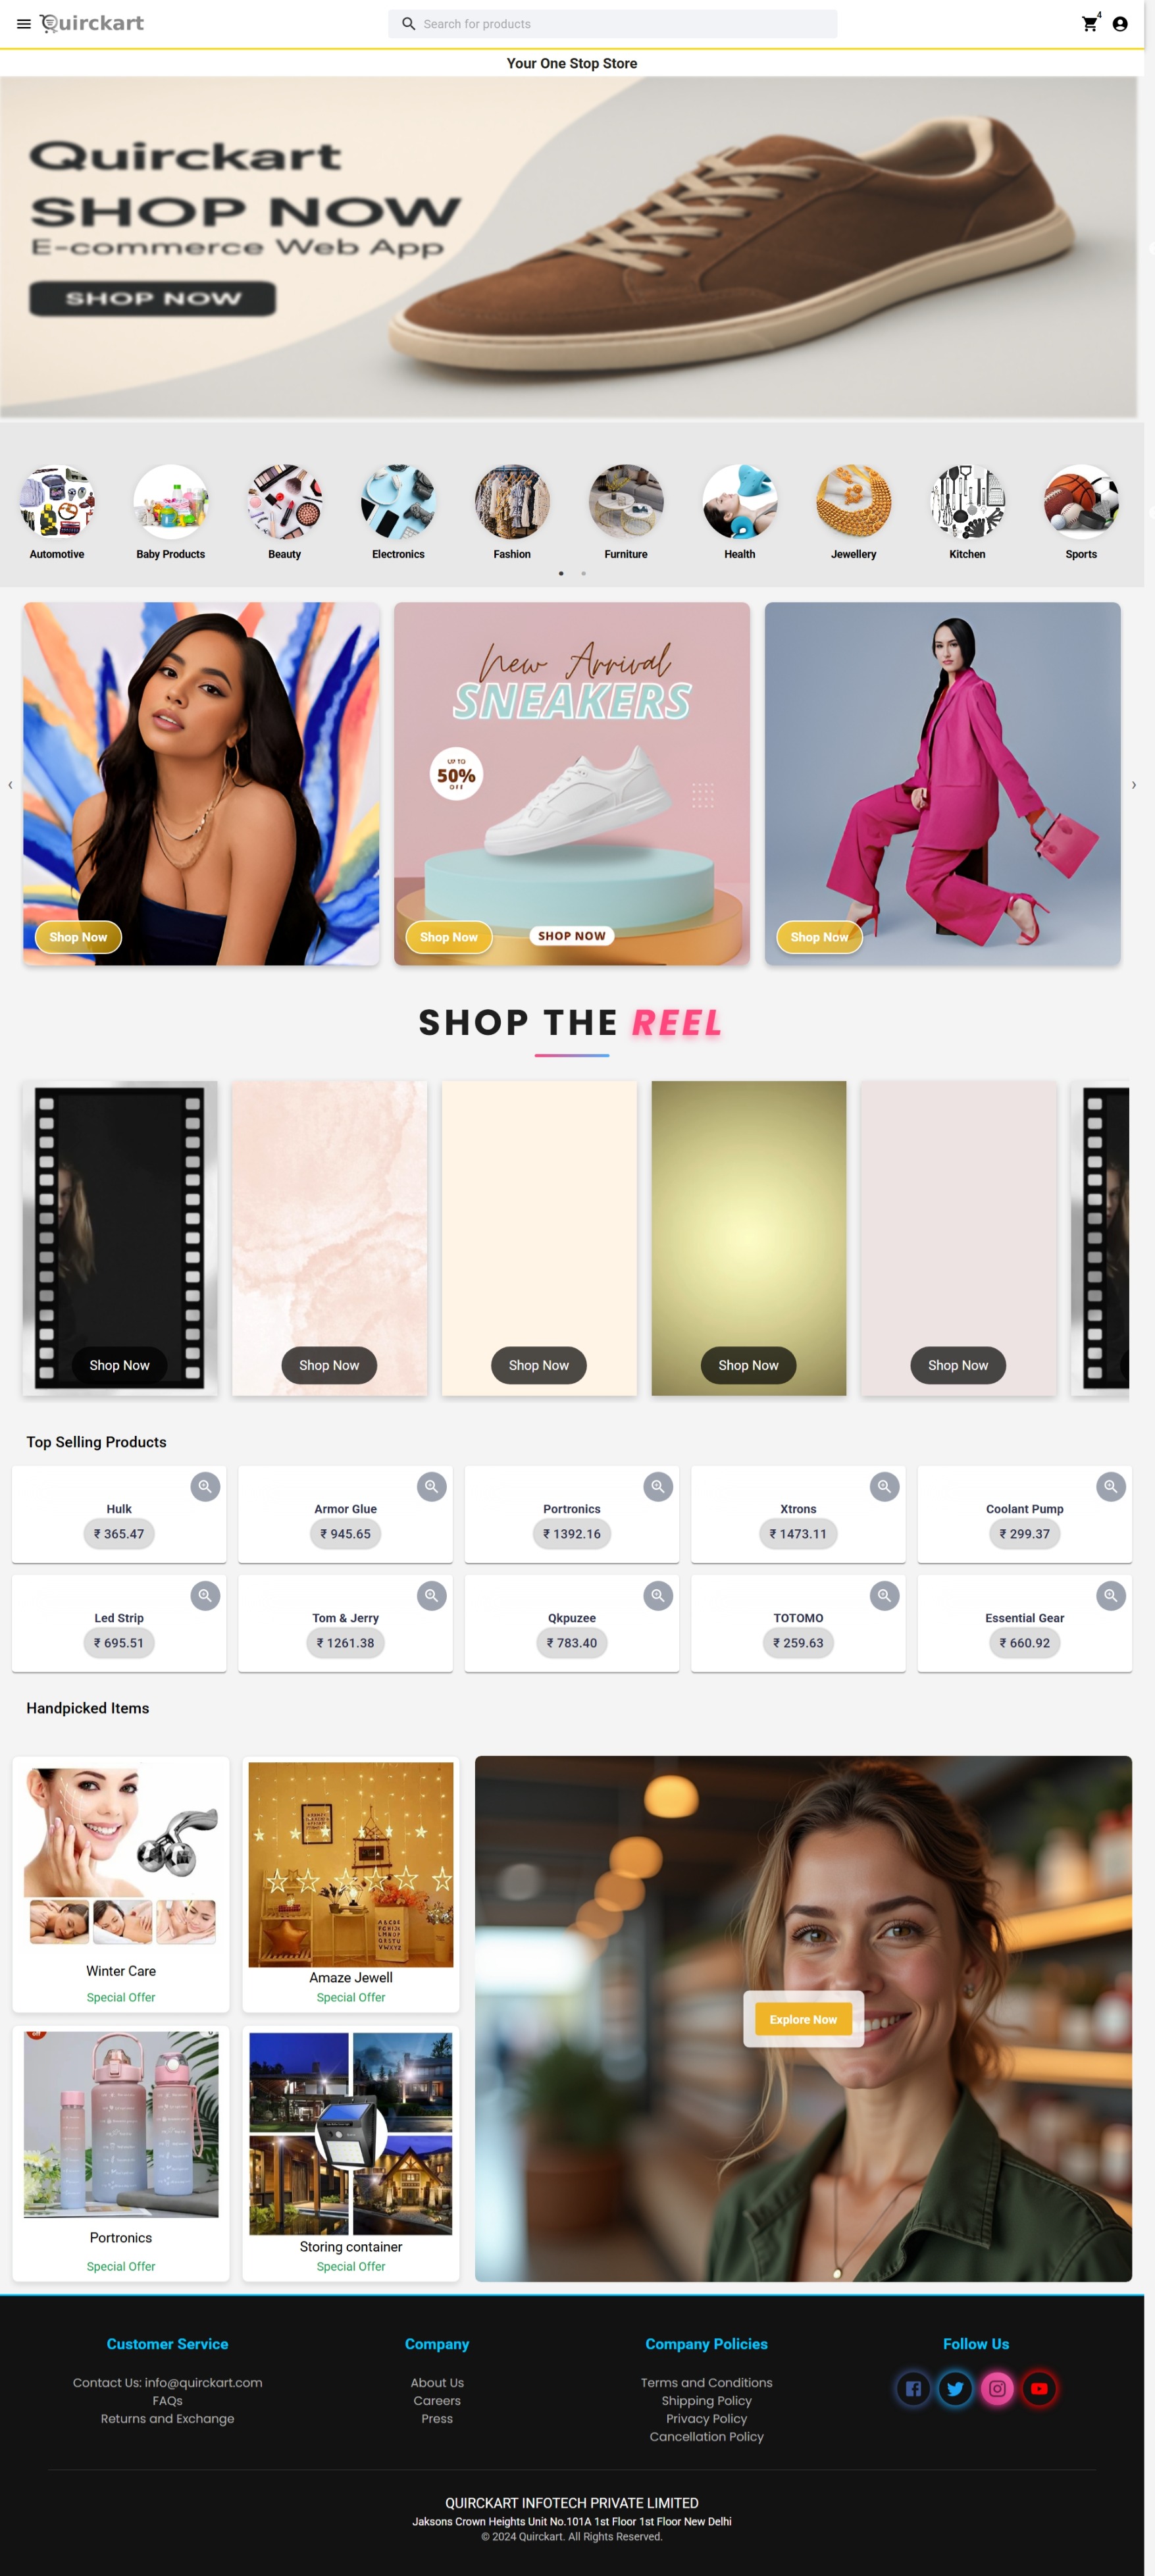 Quirckart
Search for products
4
Your One Stop Store
Quirckart
SHOP NOW
E-commerce Web App
SHOP NOW
Automotive
Baby Products
Beauty
Electronics
Fashion
Furniture
Health
Jewellery
Kitchen
Sports
Shop Now
New Arrival
SNEAKERS
UP TO
50%
OFF
Shop Now
SHOP NOW
Shop Now
SHOP THE REEL
Shop Now
Shop Now
Shop Now
Shop Now
Shop Now
Top Selling Products
Hulk
₹ 365.47
Armor Glue
₹ 945.65
Portronics
₹ 1392.16
Xtrons
₹ 1473.11
Coolant Pump
₹ 299.37
Led Strip
₹ 695.51
Tom & Jerry
₹ 1261.38
Qkpuzee
₹ 783.40
TOTOMO
₹ 259.63
Essential Gear
₹ 660.92
Handpicked Items
Winter Care
Special Offer
Amaze Jewell
Special Offer
Portronics
Special Offer
Storing container
Special Offer
Explore Now
Customer Service
Contact Us: info@quirckart.com
FAQs
Returns and Exchange
Company
About Us
Careers
Press
Company Policies
Terms and Conditions
Shipping Policy
Privacy Policy
Cancellation Policy
Follow Us
QUIRCKART INFOTECH PRIVATE LIMITED
Jaksons Crown Heights Unit No.101A 1st Floor 1st Floor New Delhi
© 2024 Quirckart. All Rights Reserved.